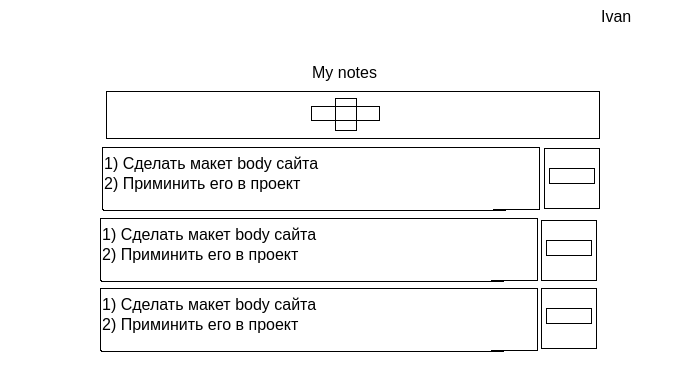 Ivan
My notes
1) Сделать макет body сайта
2) Приминить его в проект
1) Сделать макет body сайта
2) Приминить его в проект
1) Сделать макет body сайта
2) Приминить его в проект